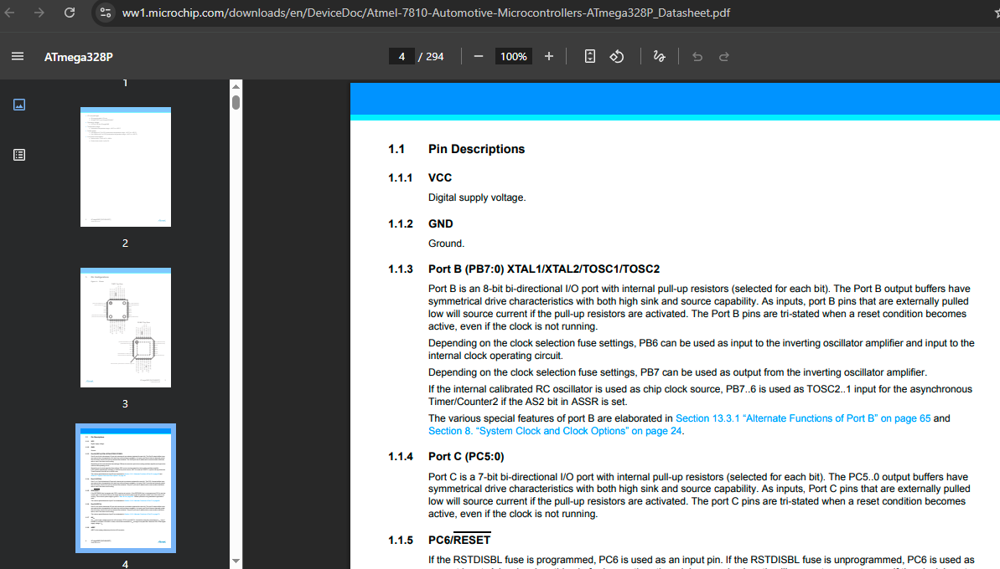 ww1.microchip.com/downloads/en/DeviceDoc/Atmel-7810-Automotive-Microcontrollers-ATmega328P_Datasheet.pdf
ATmega328P
4 / 294
100%
1
2
3
4
1.1 Pin Descriptions
1.1.1 VCC
Digital supply voltage.
1.1.2 GND
Ground.
1.1.3 Port B (PB7:0) XTAL1/XTAL2/TOSC1/TOSC2
Port B is an 8-bit bi-directional I/O port with internal pull-up resistors (selected for each bit). The Port B output buffers have
symmetrical drive characteristics with both high sink and source capability. As inputs, port B pins that are externally pulled
low will source current if the pull-up resistors are activated. The Port B pins are tri-stated when a reset condition becomes
active, even if the clock is not running.
Depending on the clock selection fuse settings, PB6 can be used as input to the inverting oscillator amplifier and input to the
internal clock operating circuit.
Depending on the clock selection fuse settings, PB7 can be used as output from the inverting oscillator amplifier.
If the internal calibrated RC oscillator is used as chip clock source, PB7..6 is used as TOSC2..1 input for the asynchronous
Timer/Counter2 if the AS2 bit in ASSR is set.
The various special features of port B are elaborated in Section 13.3.1 “Alternate Functions of Port B” on page 65 and
Section 8. “System Clock and Clock Options” on page 24.
1.1.4 Port C (PC5:0)
Port C is a 7-bit bi-directional I/O port with internal pull-up resistors (selected for each bit). The PC5..0 output buffers have
symmetrical drive characteristics with both high sink and source capability. As inputs, Port C pins that are externally pulled
low will source current if the pull-up resistors are activated. The port C pins are tri-stated when a reset condition becomes
active, even if the clock is not running.
1.1.5 PC6/RESET
If the RSTDISBL fuse is programmed, PC6 is used as an input pin. If the RSTDISBL fuse is unprogrammed, PC6 is used as